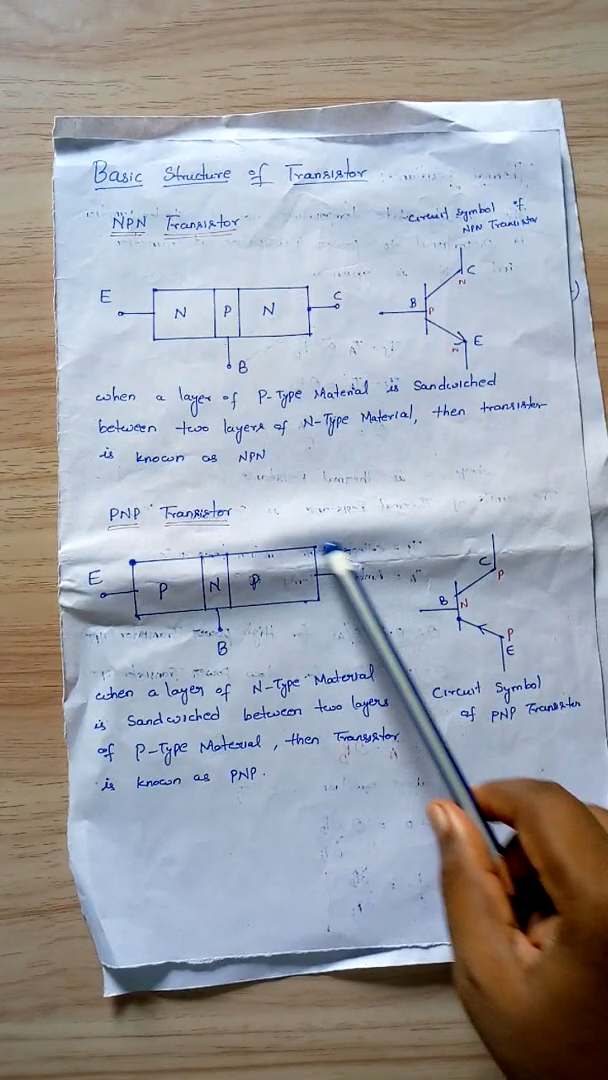 Basic Structure of Transistor
NPN Transistor
Circuit Symbol of
NPN Transistor
E
N P N
C
B
B
P
C
N
N
E
when a layer of P-Type Material is Sandwiched
between two layers of N-Type Material, then transister
is known as NPN
PNP Transistor
E
P N P
B
B
N
C
P
P
E
when a layer of N-Type Material
is Sandwiched between two layers
of P-Type Material, then Transistor
is known as PNP.
Circuit Symbol
of PNP Transister